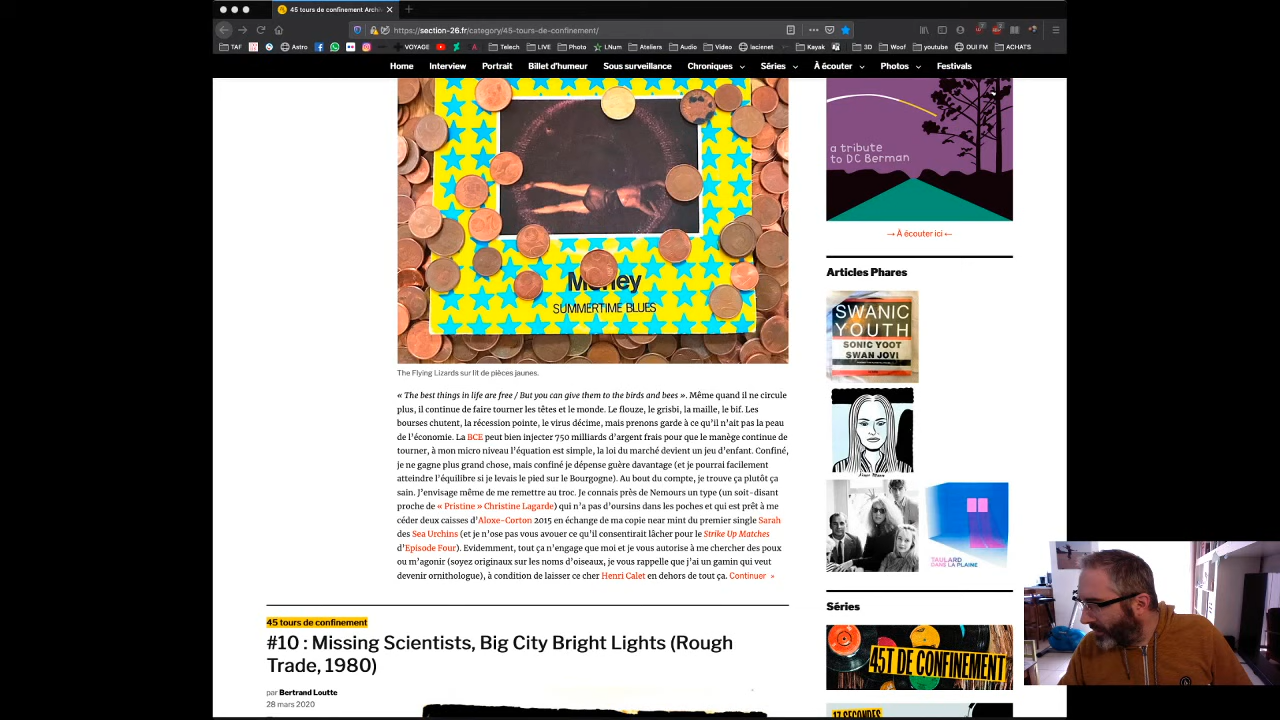 45 tours de confinement Archiv
https://section-26.fr/category/45-tours-de-confinement/
TAF
Astro
VOYAGE
Telech
LIVE
Photo
LNum
Ateliers
Audio
Video
lacienet
Kayak
3D
Woof
youtube
OUI FM
ACHATS
Home
Interview
Portrait
Billet d'humeur
Sous surveillance
Chroniques
Séries
À écouter
Photos
Festivals
Money
SUMMERTIME BLUES
The Flying Lizards sur lit de pièces jaunes.
« The best things in life are free / But you can give them to the birds and bees ». Même quand il ne circule
plus, il continue de faire tourner les têtes et le monde. Le flouze, le grisbi, la maille, le bif. Les
bourses chutent, la récession pointe, le virus décime, mais prenons garde à ce qu'il n'ait pas la peau
de l'économie. La BCE peut bien injecter 750 milliards d'argent frais pour que le manège continue de
tourner, à mon micro niveau l'équation est simple, la loi du marché devient un jeu d'enfant. Confiné,
je ne gagne plus grand chose, mais confiné je dépense guère davantage (et je pourrai facilement
atteindre l'équilibre si je levais le pied sur le Bourgogne). Au bout du compte, je trouve ça plutôt ça
sain. J'envisage même de me remettre au troc. Je connais près de Nemours un type (un soit-disant
proche de « Pristine » Christine Lagarde) qui n'a pas d'oursins dans les poches et qui est prêt à me
céder deux caisses d'Aloxe-Corton 2015 en échange de ma copie near mint du premier single Sarah
des Sea Urchins (et je n'ose pas vous avouer ce qu'il consentirait lâcher pour le Strike Up Matches
d'Episode Four). Evidemment, tout ça n'engage que moi et je vous autorise à me chercher des poux
ou m'agonir (soyez originaux sur les noms d'oiseaux, je vous rappelle que j'ai un gamin qui veut
devenir ornithologue), à condition de laisser ce cher Henri Calet en dehors de tout ça. Continuer »
45 tours de confinement
#10 : Missing Scientists, Big City Bright Lights (Rough
Trade, 1980)
par Bertrand Loutte
28 mars 2020
a tribute
to DC Berman
→ À écouter ici ←
Articles Phares
SWANIC
YOUTH
SONIC YOOT
SWAN JOVI
TAULARD
DANS LA PLAINE
Séries
45T DE CONFINEMENT
17 SECONDES